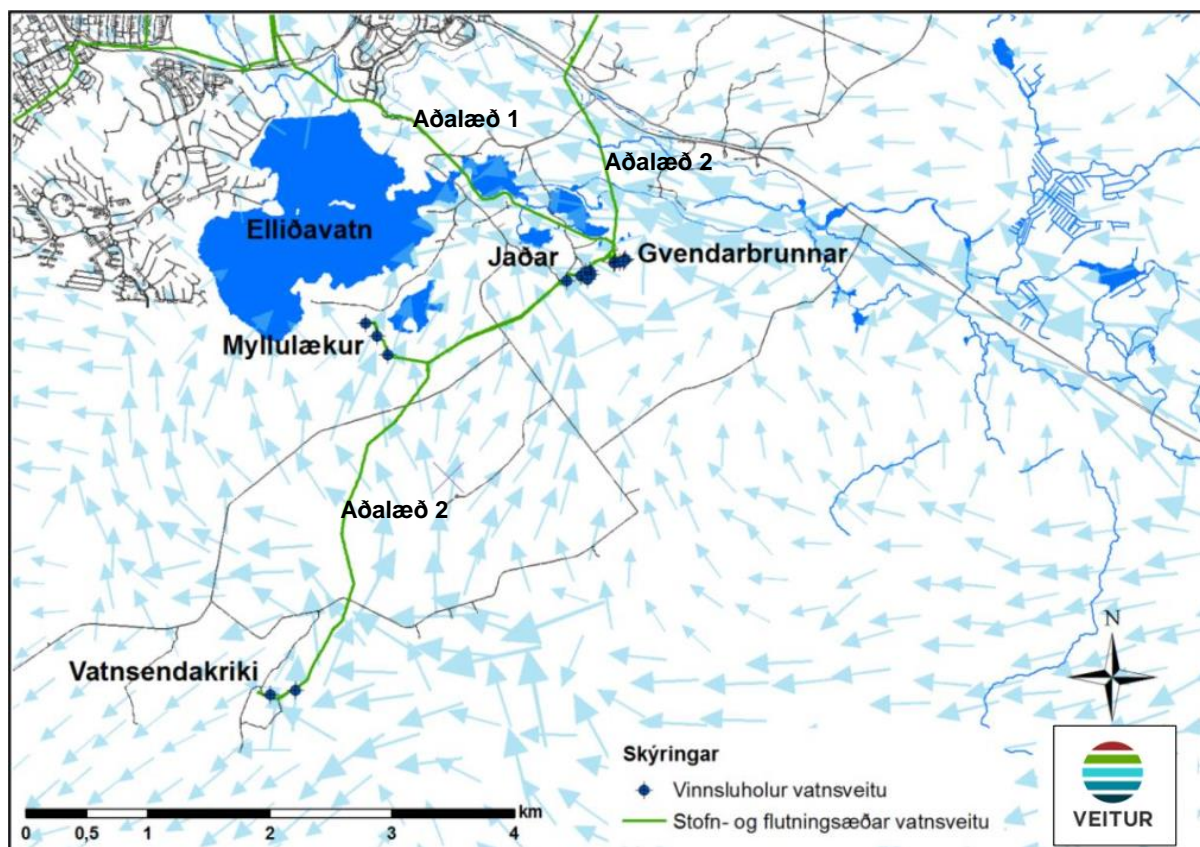 Aðalæð 1
Aðalæð 2
Elliðavatn
Jaðar
Gvendarbrunnar
Myllulækur
Aðalæð 2
N
Vatnsendakriki
Skýringar
Vinnsluholur vatnsveitu
Stofn- og flutningsæðar vatnsveitu
VEITUR
km
0 0,5 1 2 3 4